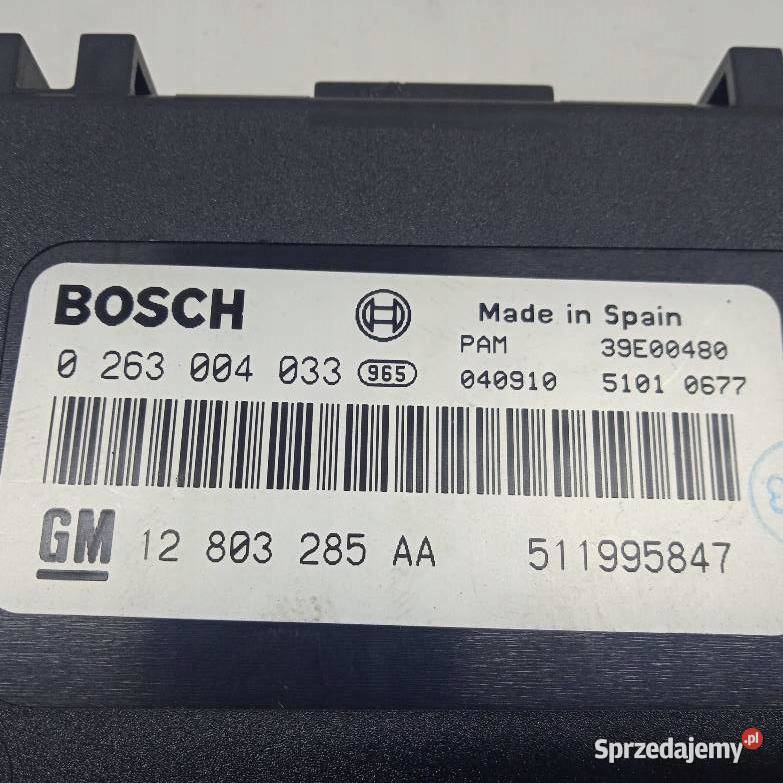 BOSCH
Made in Spain
PAM 39E00480
0 263 004 033 965
040910 5101 0677
GM 12 803 285 AA 511995847
Sprzedajemy.pl